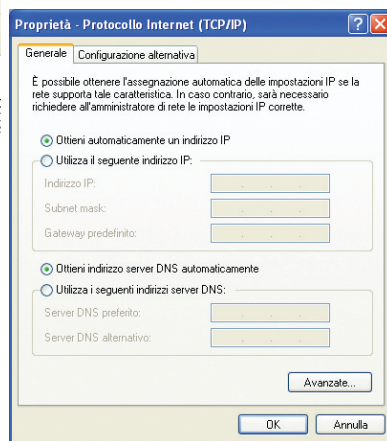 Proprietà - Protocollo Internet (TCP/IP)
Generale
Configurazione alternativa
È possibile ottenere l'assegnazione automatica delle impostazioni IP se la
rete supporta tale caratteristica. In caso contrario, sarà necessario
richiedere all'amministratore di rete le impostazioni IP corrette.
Ottieni automaticamente un indirizzo IP
Utilizza il seguente indirizzo IP:
Indirizzo IP:
Subnet mask:
Gateway predefinito:
Ottieni indirizzo server DNS automaticamente
Utilizza i seguenti indirizzi server DNS:
Server DNS preferito:
Server DNS alternativo:
Avanzate...
OK
Annulla